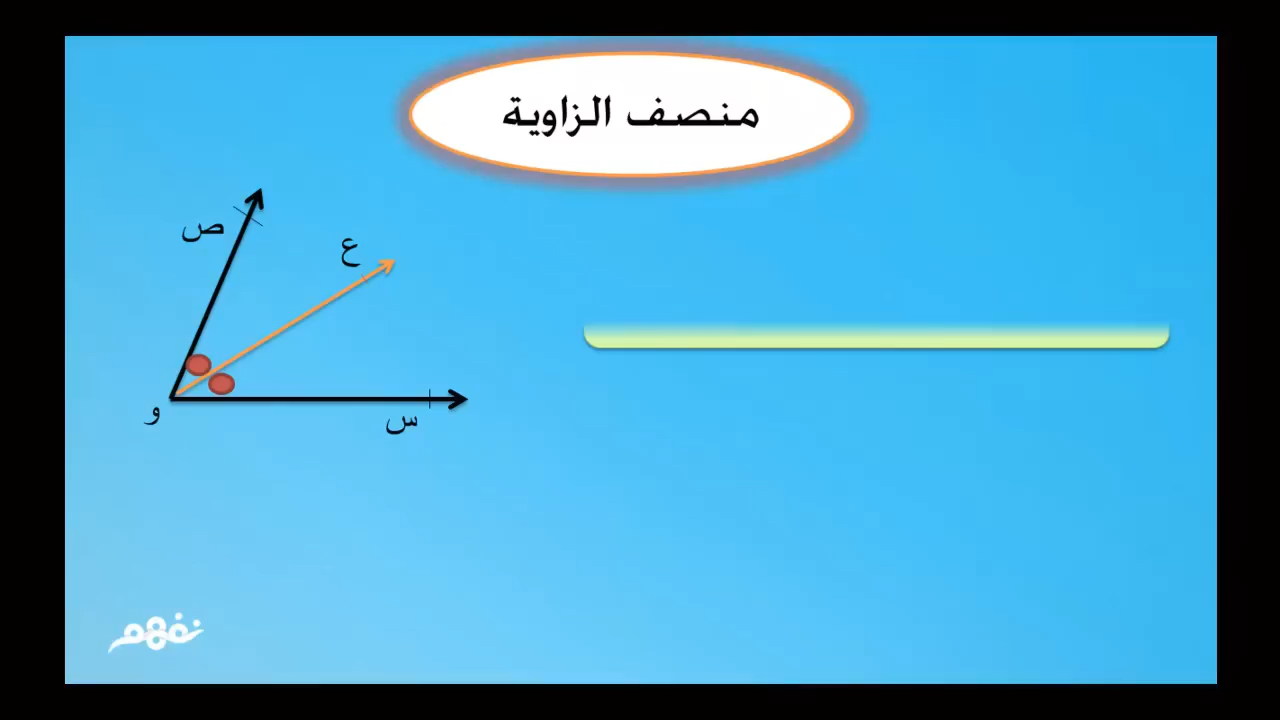 منصف الزاوية
ص
ع
و
س
نفهم